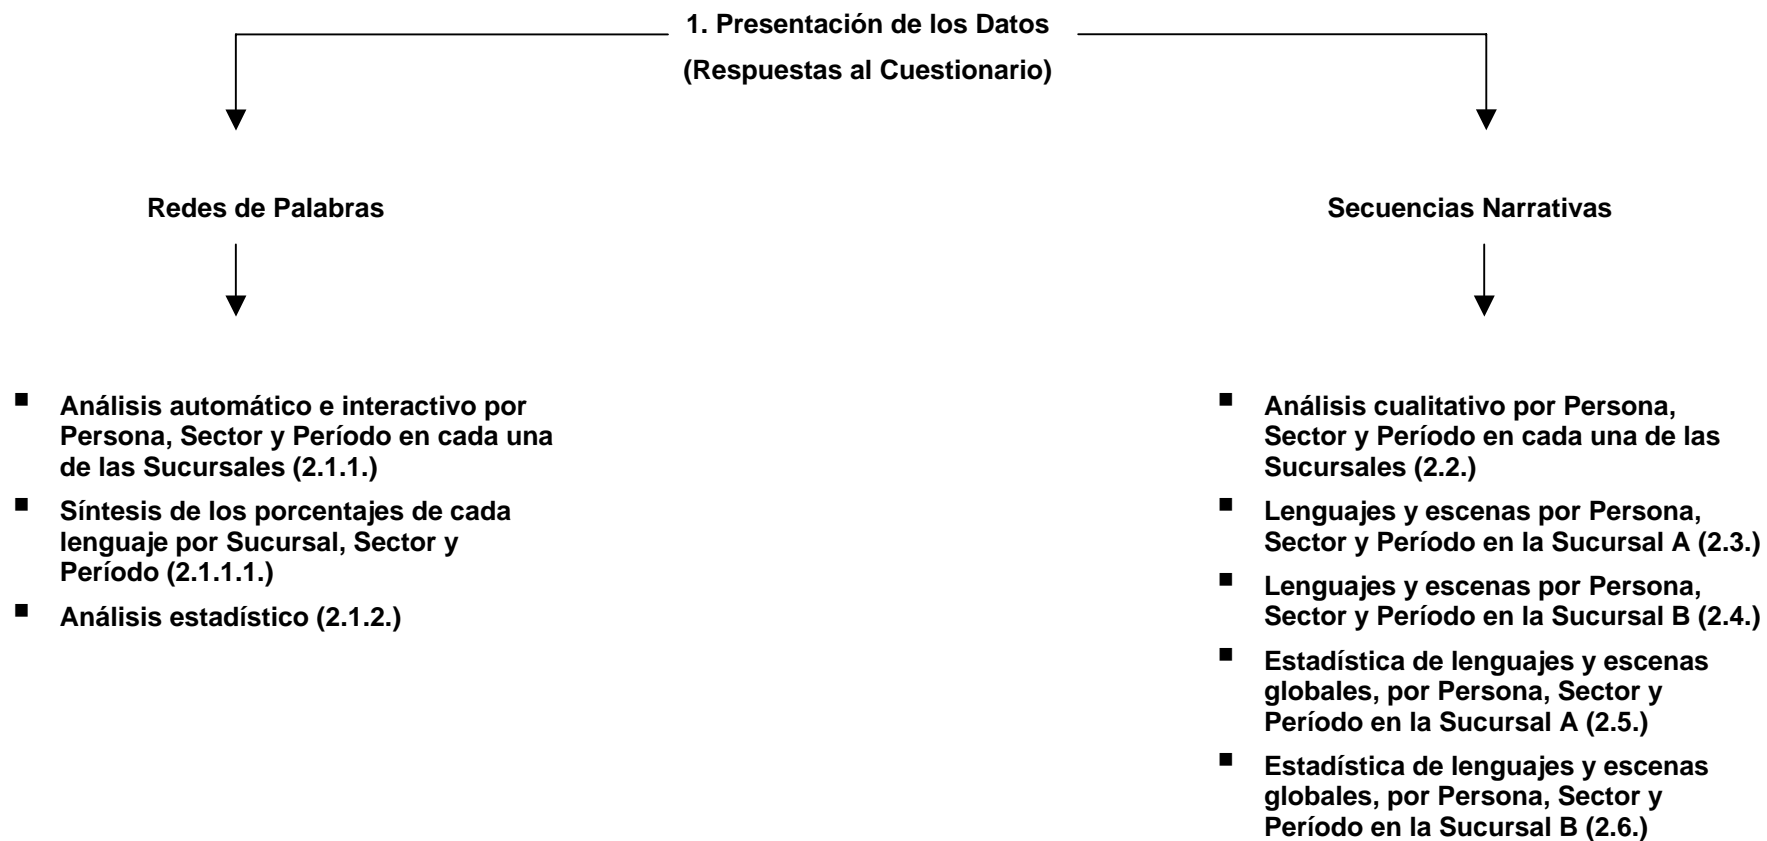 1. Presentación de los Datos
(Respuestas al Cuestionario)
Redes de Palabras
Secuencias Narrativas
▪ Análisis automático e interactivo por
Persona, Sector y Período en cada una
de las Sucursales (2.1.1.)
▪ Síntesis de los porcentajes de cada
lenguaje por Sucursal, Sector y
Período (2.1.1.1.)
▪ Análisis estadístico (2.1.2.)
▪ Análisis cualitativo por Persona,
Sector y Período en cada una de las
Sucursales (2.2.)
▪ Lenguajes y escenas por Persona,
Sector y Período en la Sucursal A (2.3.)
▪ Lenguajes y escenas por Persona,
Sector y Período en la Sucursal B (2.4.)
▪ Estadística de lenguajes y escenas
globales, por Persona, Sector y
Período en la Sucursal A (2.5.)
▪ Estadística de lenguajes y escenas
globales, por Persona, Sector y
Período en la Sucursal B (2.6.)